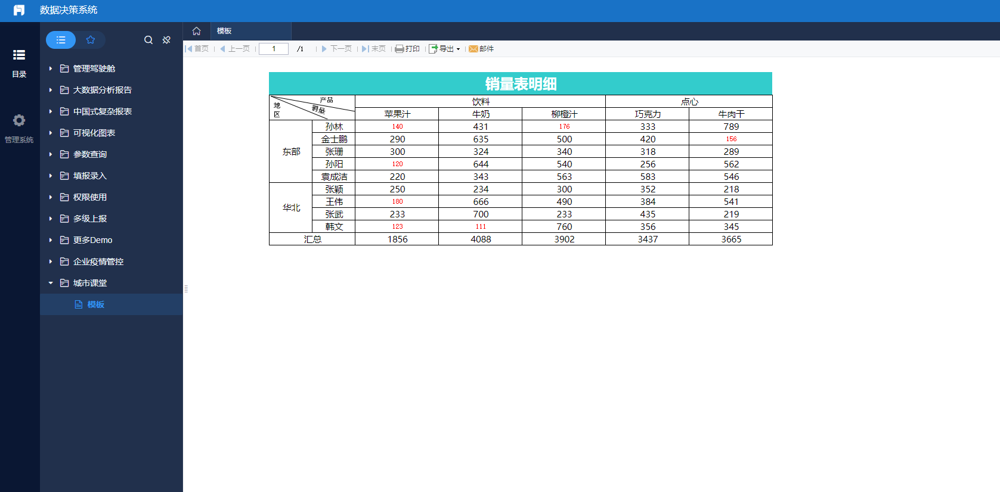 数据决策系统
目录
管理系统
管理驾驶舱
大数据分析报告
中国式复杂报表
可视化图表
参数查询
填报录入
权限使用
多级上报
更多Demo
企业疫情管控
城市课堂
模板
模板
首页 上一页 1 /1 下一页 末页 打印 导出 邮件
销量表明细
产品 销量 地区 饮料 点心
苹果汁 牛奶 柳橙汁 巧克力 牛肉干
东部 孙林 140 431 176 333 789
金士鹏 290 635 500 420 156
张珊 300 324 340 318 289
孙阳 120 644 540 256 562
袁成洁 220 343 563 583 546
华北 张颖 250 234 300 352 218
王伟 180 666 490 384 541
张武 233 700 233 435 219
韩文 123 111 760 356 345
汇总 1856 4088 3902 3437 3665